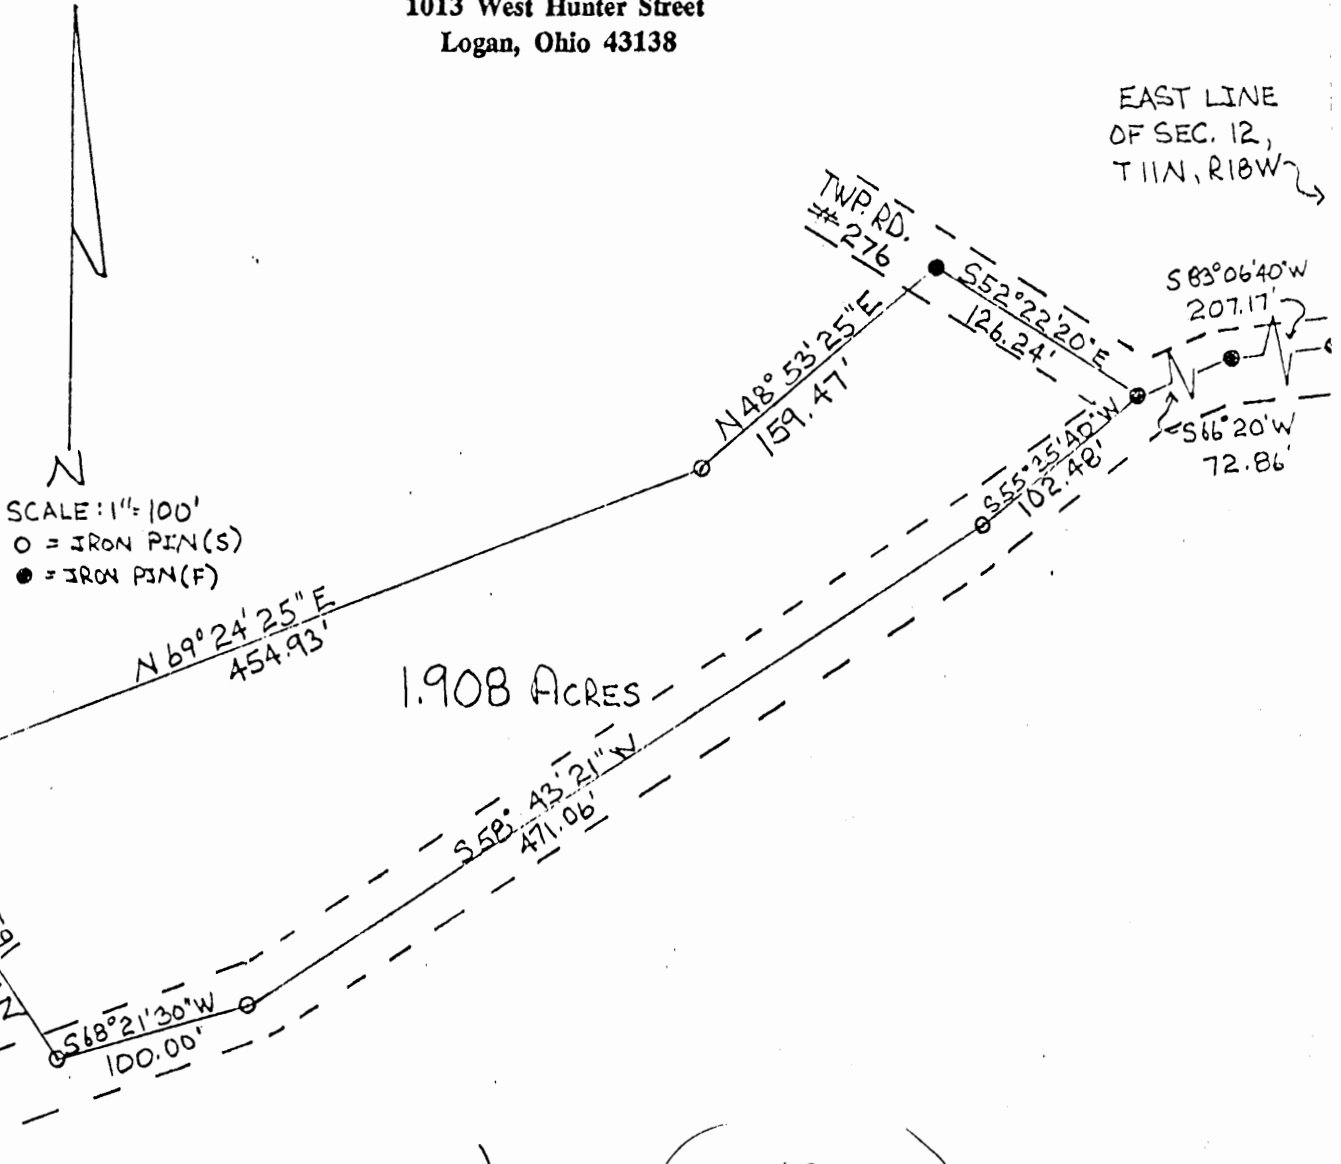 1013 West Hunter Street
Logan, Ohio 43138
EAST LINE
OF SEC. 12,
T11N, R18W
TWP. RD.
# 276
S52°22'20"E
126.24'
S83°06'40"W
207.17'
N48°53'25"E
159.47'
S55°25'40"W
102.48'
S66°20'W
72.86'
N
SCALE: 1"=100'
O = IRON PIN(S)
● = IRON PIN(F)
N69°24'25"E
454.93'
1.908 ACRES
S58°43'21"W
471.06'
S68°21'30"W
100.00'
N